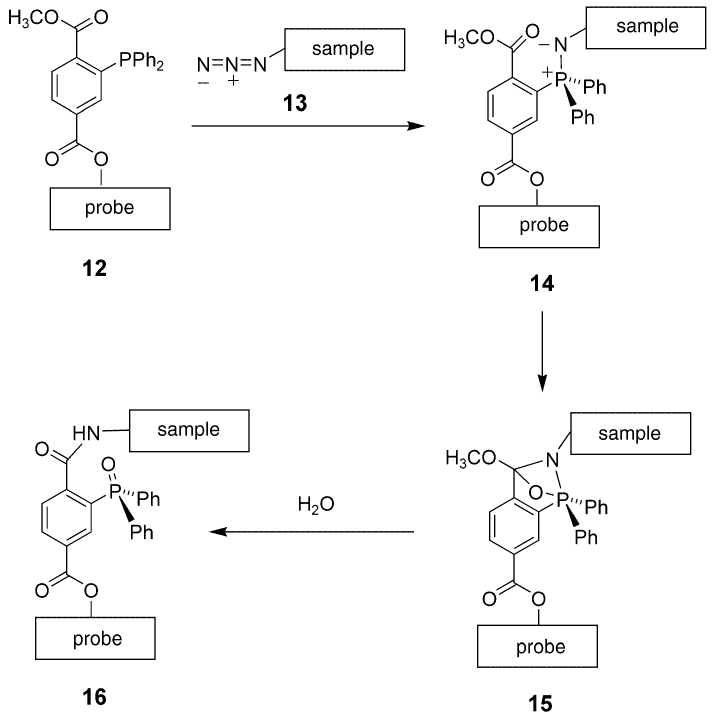 H₃CO O
PPh₂
O O
probe
12
N=N=N
− +
sample
13
H₃CO O − N sample
+
P Ph
Ph
O O
probe
14
H₃CO N sample
O P Ph
Ph
O O
probe
15
H₂O
HN sample
O O
P Ph
Ph
O O
probe
16